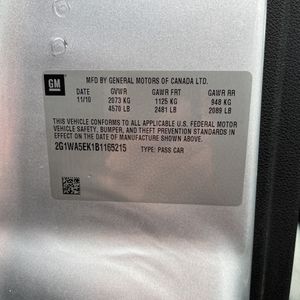 GM
MFD BY GENERAL MOTORS OF CANADA LTD.
DATE GVWR GAWR FRT GAWR RR
11/10 2073 KG 1125 KG 948 KG
4570 LB 2481 LB 2089 LB
THIS VEHICLE CONFORMS TO ALL APPLICABLE U.S. FEDERAL MOTOR
VEHICLE SAFETY, BUMPER, AND THEFT PREVENTION STANDARDS
IN EFFECT ON THE DATE OF MANUFACTURE SHOWN ABOVE.
2G1WA5EK1B1165215 TYPE: PASS CAR